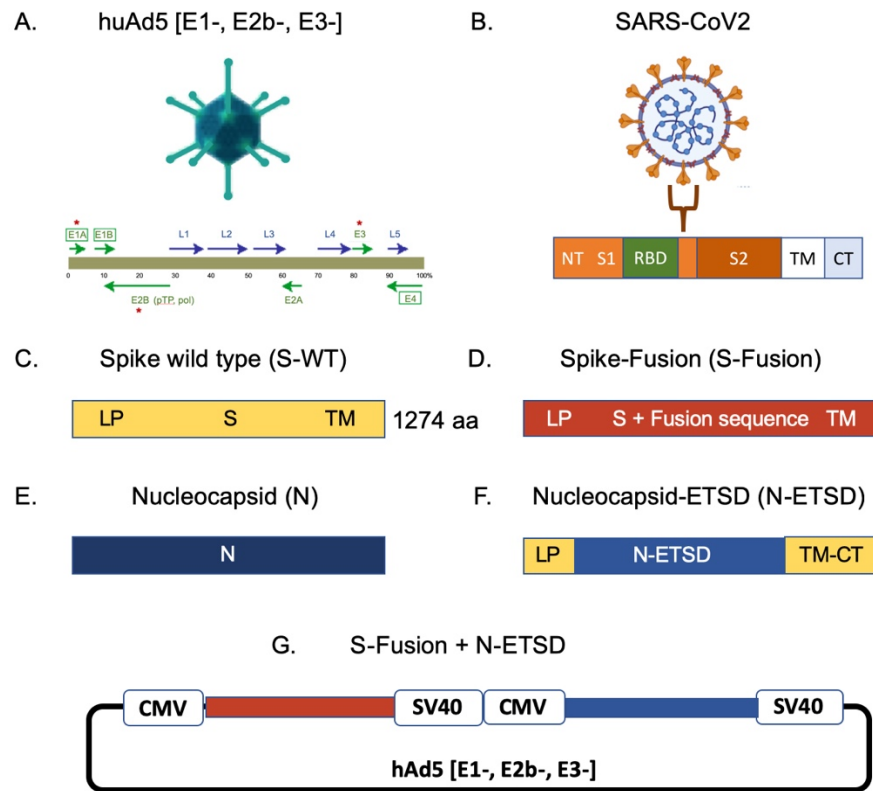 A. huAd5 [E1-, E2b-, E3-]
B. SARS-CoV2
E1A E1B L1 L2 L3 L4 E3 L5
0 10 20 30 40 50 60 70 80 90 100%
E2B (pTP, pol) E2A E4
NT S1 RBD S2 TM CT
C. Spike wild type (S-WT)
LP S TM 1274 aa
D. Spike-Fusion (S-Fusion)
LP S + Fusion sequence TM
E. Nucleocapsid (N)
N
F. Nucleocapsid-ETSD (N-ETSD)
LP N-ETSD TM-CT
G. S-Fusion + N-ETSD
CMV SV40 CMV SV40
hAd5 [E1-, E2b-, E3-]